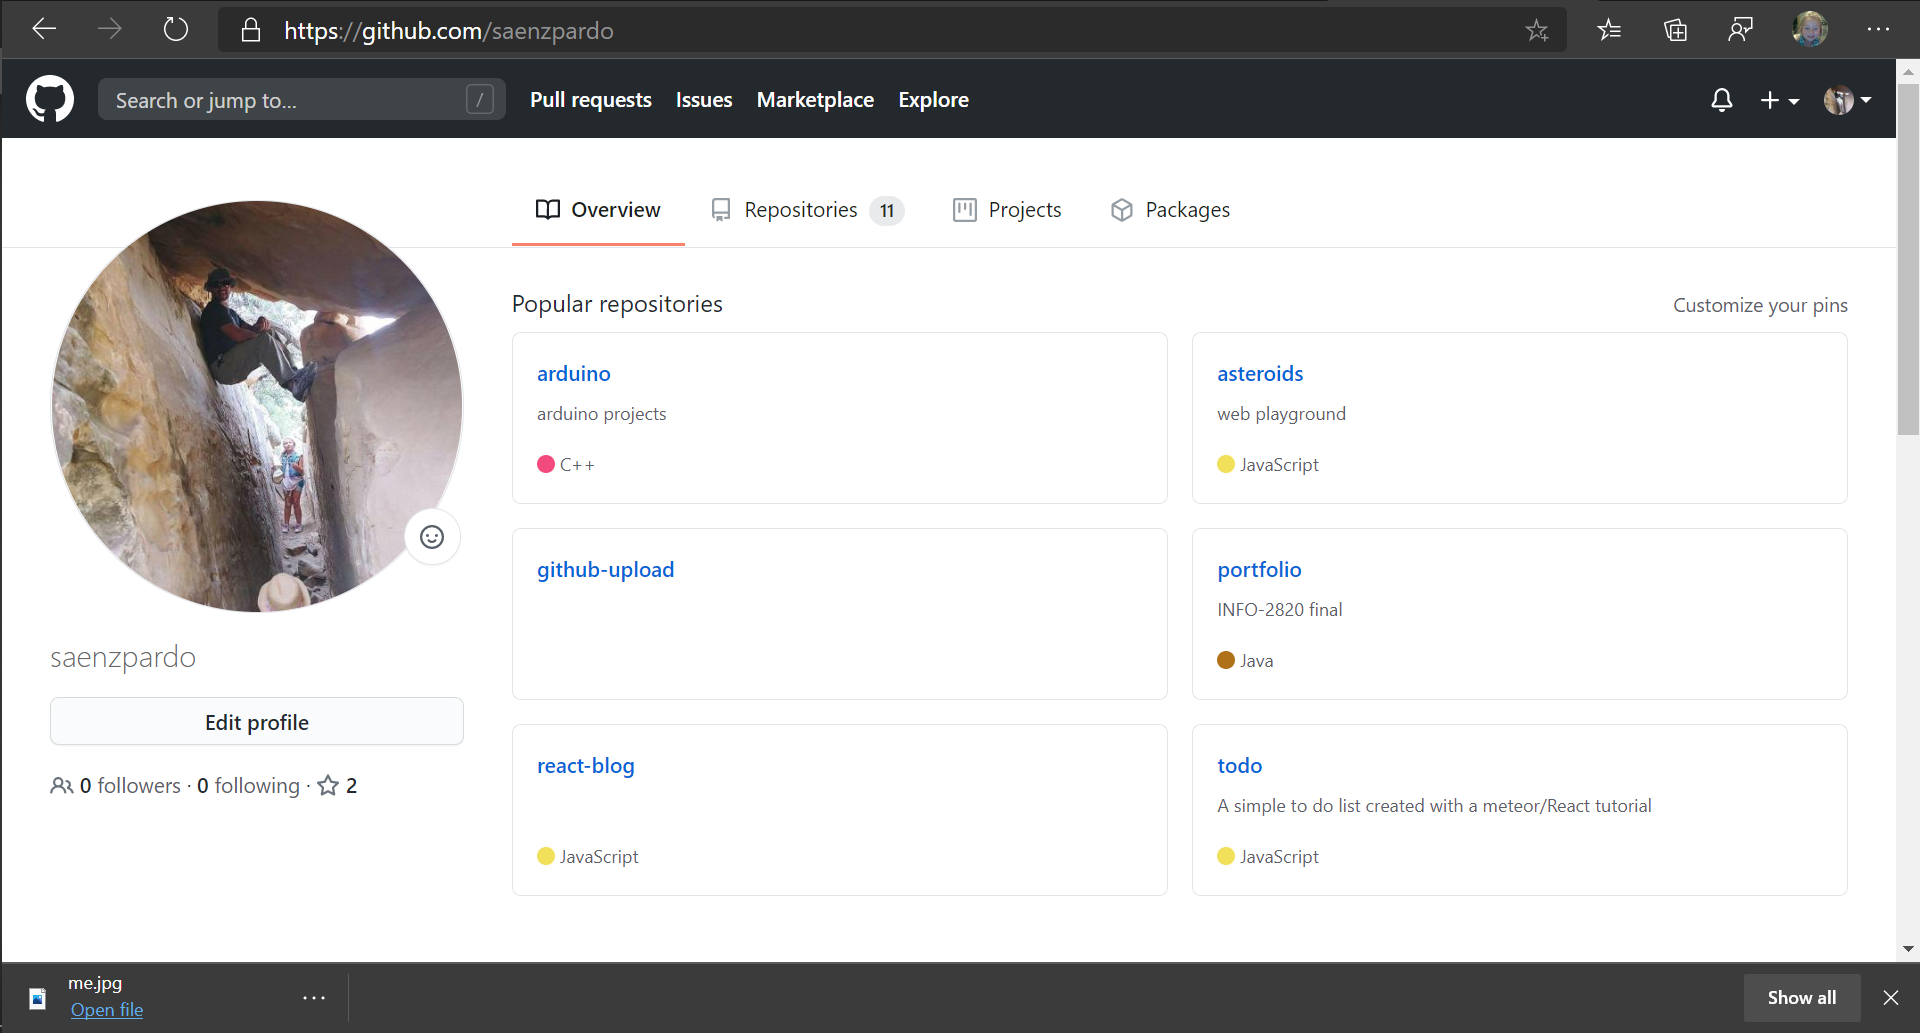 https://github.com/saenzpardo
Search or jump to... /
Pull requests Issues Marketplace Explore
Overview Repositories 11 Projects Packages
Popular repositories Customize your pins
arduino
arduino projects
C++
asteroids
web playground
JavaScript
github-upload
portfolio
INFO-2820 final
Java
react-blog
JavaScript
todo
A simple to do list created with a meteor/React tutorial
JavaScript
saenzpardo
Edit profile
0 followers · 0 following · 2
me.jpg
Open file
Show all